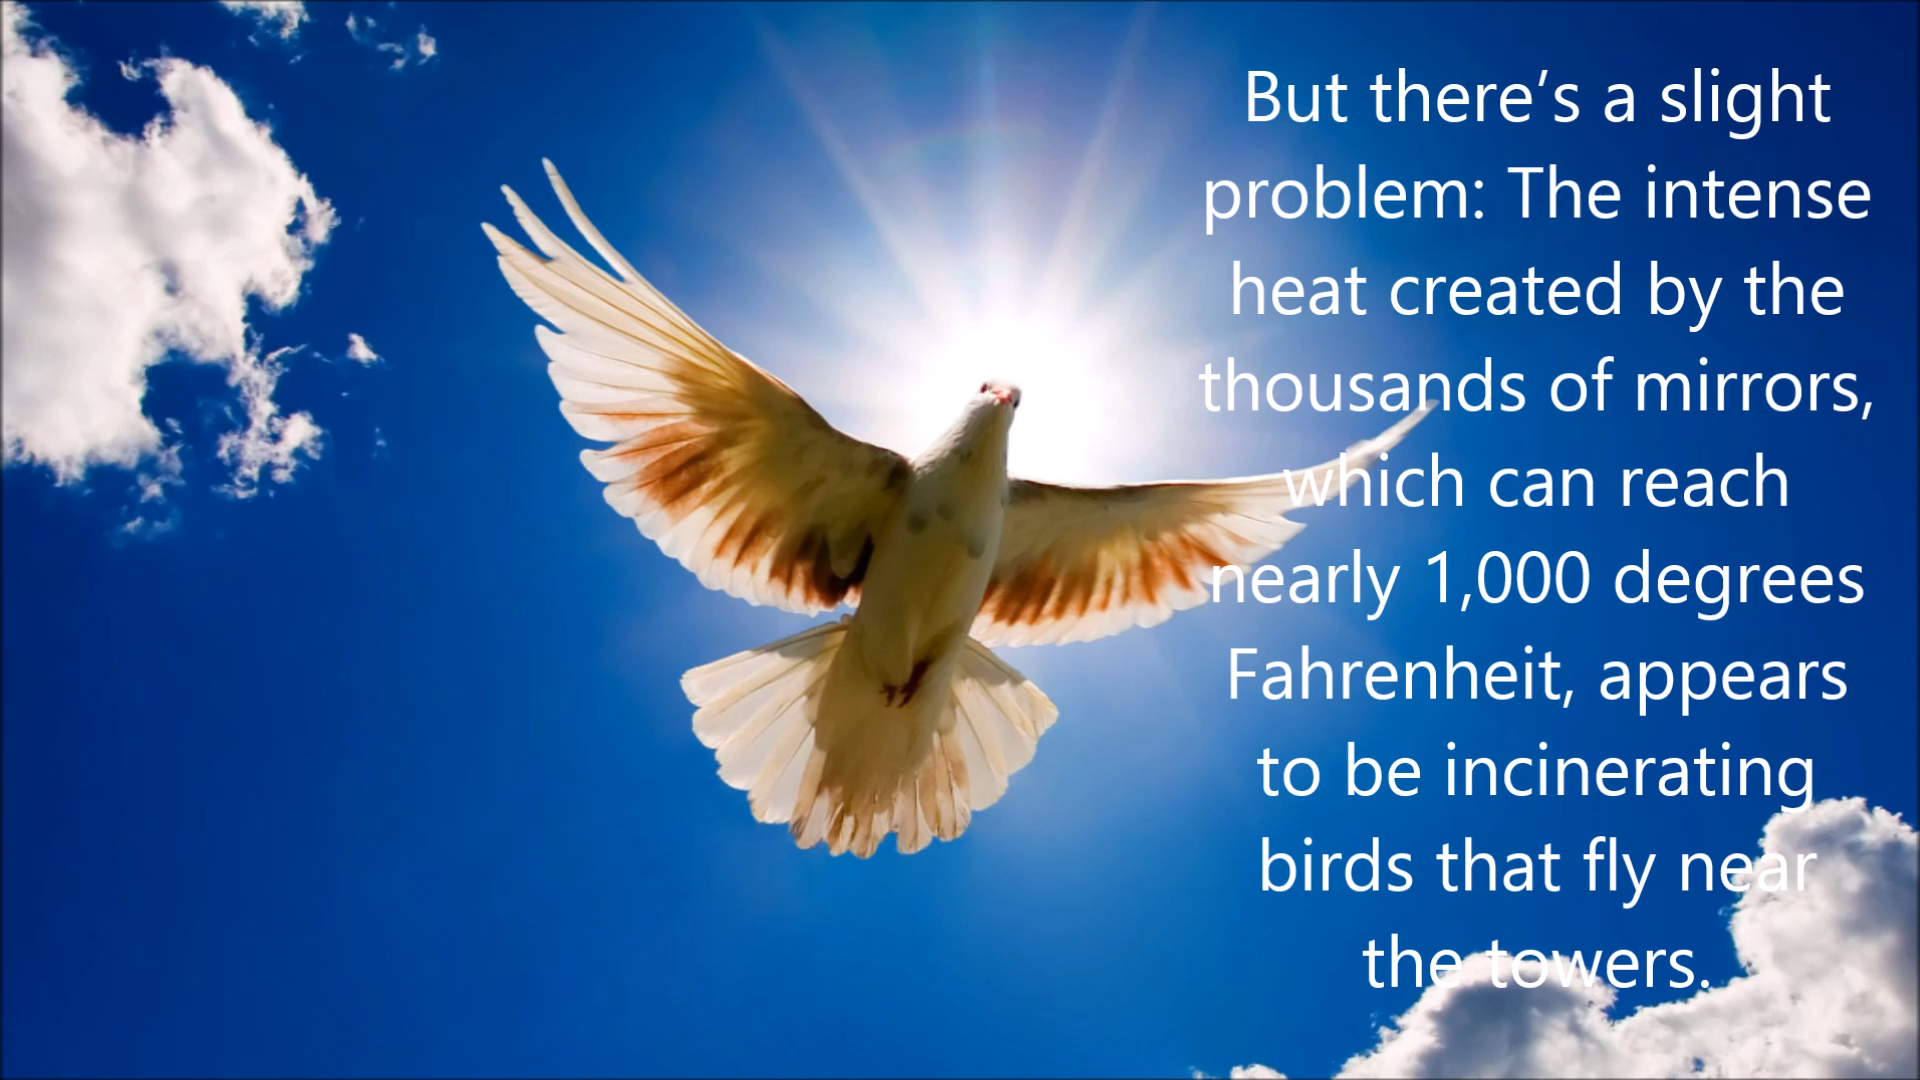 But there’s a slight
problem: The intense
heat created by the
thousands of mirrors,
which can reach
nearly 1,000 degrees
Fahrenheit, appears
to be incinerating
birds that fly near
the towers.